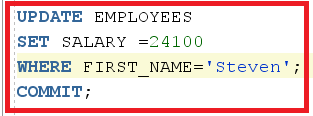 UPDATE EMPLOYEES
SET SALARY =24100
WHERE FIRST_NAME='Steven';
COMMIT;